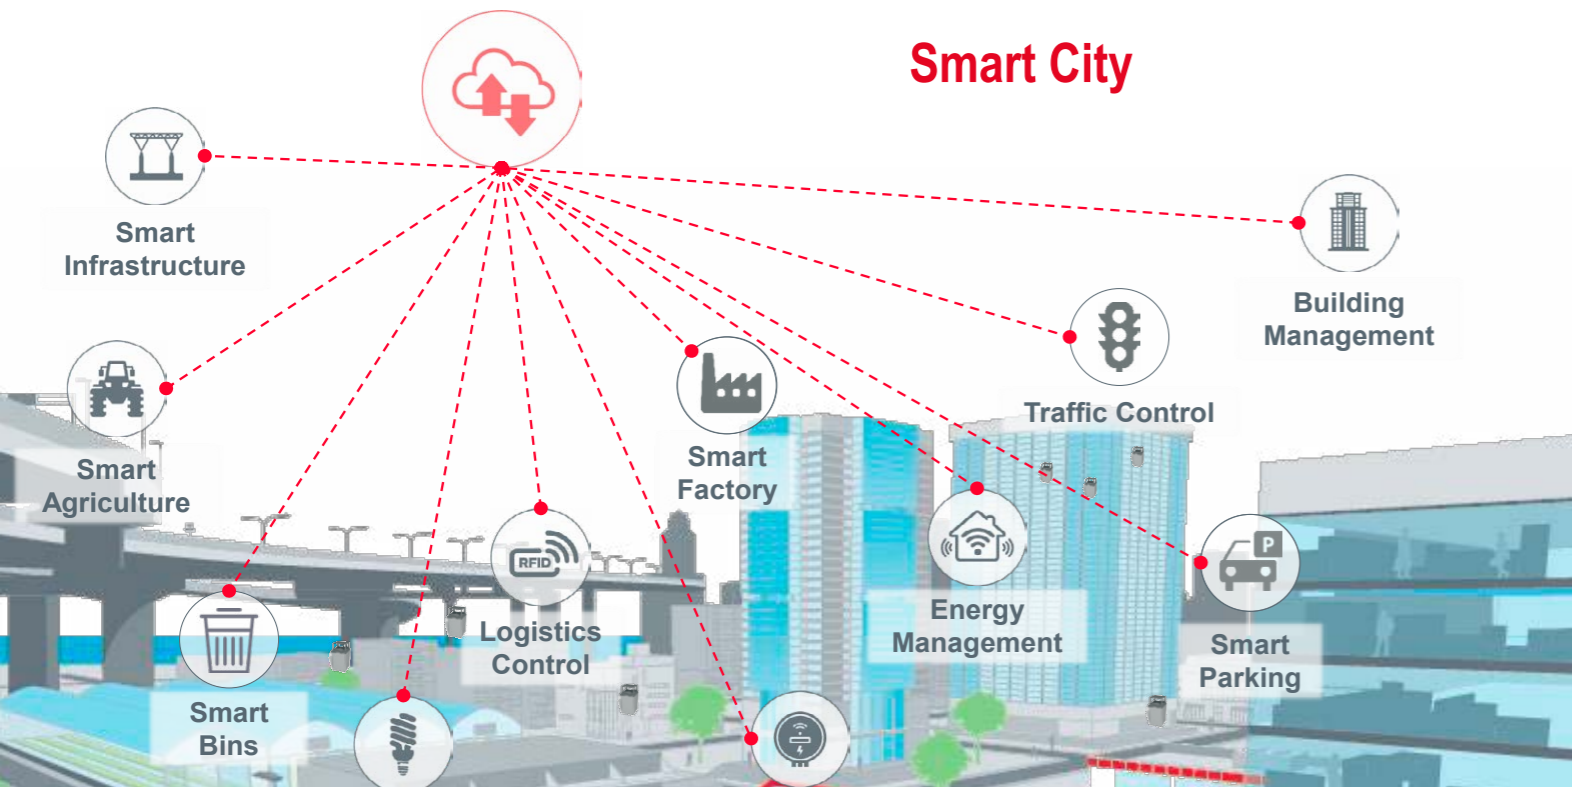 Smart City
Smart
Infrastructure
Building
Management
Traffic Control
Smart
Agriculture
Smart
Factory
RFID
P
Logistics
Control
Energy
Management
Smart
Parking
Smart
Bins